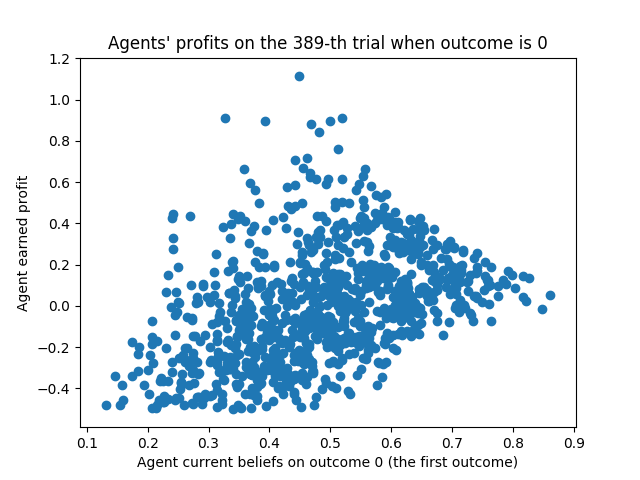 Agents' profits on the 389-th trial when outcome is 0
1.2
1.0
0.8
0.6
0.4
0.2
0.0
−0.2
−0.4
Agent earned profit
0.1 0.2 0.3 0.4 0.5 0.6 0.7 0.8 0.9
Agent current beliefs on outcome 0 (the first outcome)